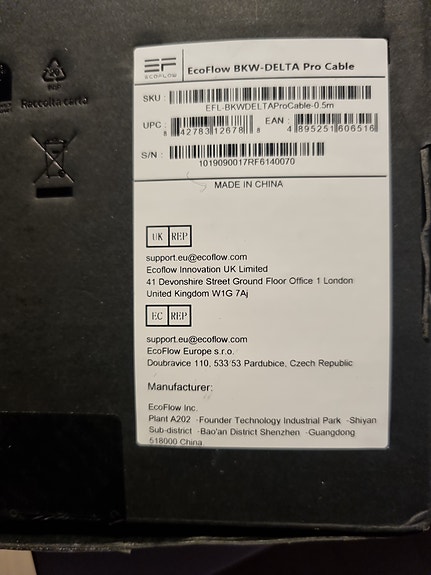 EF
ECOFLOW
EcoFlow BKW-DELTA Pro Cable
SKU :
EFL-BKWDELTAProCable-0.5m
UPC :
8 42783 12678 8
EAN :
4 895251 606516
S/N :
1019090017RF6140070
MADE IN CHINA
Raccolta carta
UK REP
support.eu@ecoflow.com
Ecoflow Innovation UK Limited
41 Devonshire Street Ground Floor Office 1 London
United Kingdom W1G 7Aj
EC REP
support.eu@ecoflow.com
EcoFlow Europe s.r.o.
Doubravice 110, 533 53 Pardubice, Czech Republic
Manufacturer:
EcoFlow Inc.
Plant A202 -Founder Technology Industrial Park -Shiyan
Sub-district -Bao'an District Shenzhen -Guangdong
518000 China.